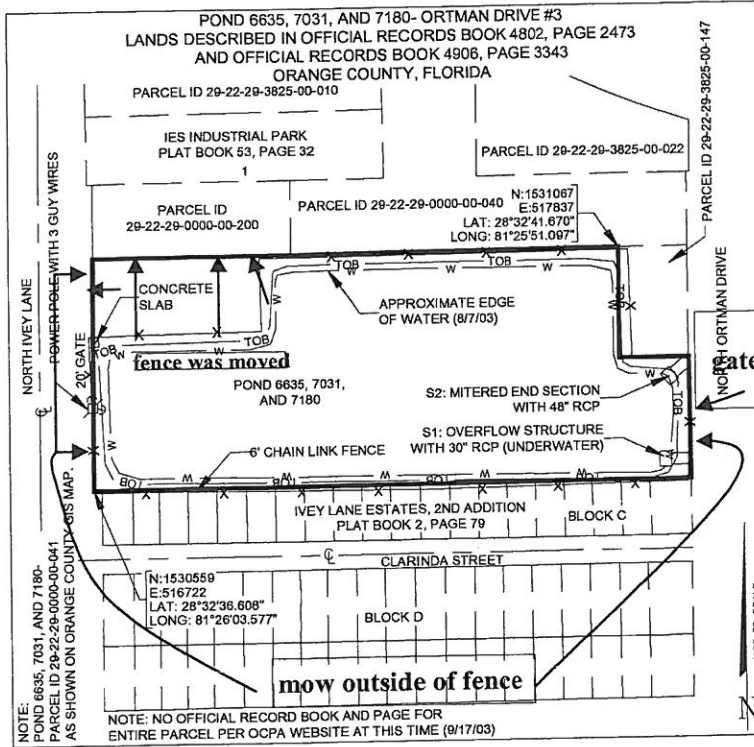 POND 6635, 7031, AND 7180- ORTMAN DRIVE #3
LANDS DESCRIBED IN OFFICIAL RECORDS BOOK 4802, PAGE 2473
AND OFFICIAL RECORDS BOOK 4906, PAGE 3343
ORANGE COUNTY, FLORIDA
PARCEL ID 29-22-29-3825-00-010
IES INDUSTRIAL PARK
PLAT BOOK 53, PAGE 32
1
PARCEL ID 29-22-29-3825-00-022
PARCEL ID 29-22-29-3825-00-147
PARCEL ID
29-22-29-0000-00-200
PARCEL ID 29-22-29-0000-00-040
N:1531067
E:517837
LAT: 28°32'41.670"
LONG: 81°25'51.097"
NORTH IVEY LANE
POWER POLE WITH 3 GUY WIRES
20' GATE
CONCRETE
SLAB
TOB
W
TOB
W
TOB
W
APPROXIMATE EDGE
OF WATER (8/7/03)
TOB
W
TOB
W
TOB
W
fence was moved
POND 6635, 7031,
AND 7180
NORTH ORTMAN DRIVE
gate
S2: MITERED END SECTION
WITH 48" RCP
TOB
S1: OVERFLOW STRUCTURE
WITH 30" RCP (UNDERWATER)
6' CHAIN LINK FENCE
W
TOB
W
TOB
W
W
TOB
W
IVEY LANE ESTATES, 2ND ADDITION
PLAT BOOK 2, PAGE 79
BLOCK C
CLARINDA STREET
N:1530559
E:516722
LAT: 28°32'36.608"
LONG: 81°26'03.577"
BLOCK D
mow outside of fence
NOTE:
POND 6635, 7031, AND 7180-
PARCEL ID 29-22-29-0000-00-041
AS SHOWN ON ORANGE COUNTY GIS MAP.
NOTE: NO OFFICIAL RECORD BOOK AND PAGE FOR
ENTIRE PARCEL PER OCPA WEBSITE AT THIS TIME (9/17/03)
N